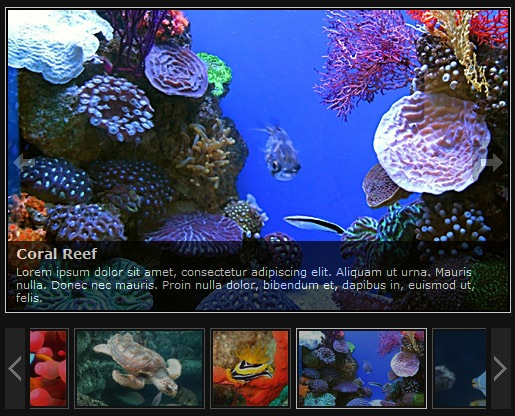 Coral Reef
Lorem ipsum dolor sit amet, consectetur adipiscing elit. Aliquam ut urna. Mauris
nulla. Donec nec mauris. Proin nulla dolor, bibendum et, dapibus in, euismod ut,
felis.